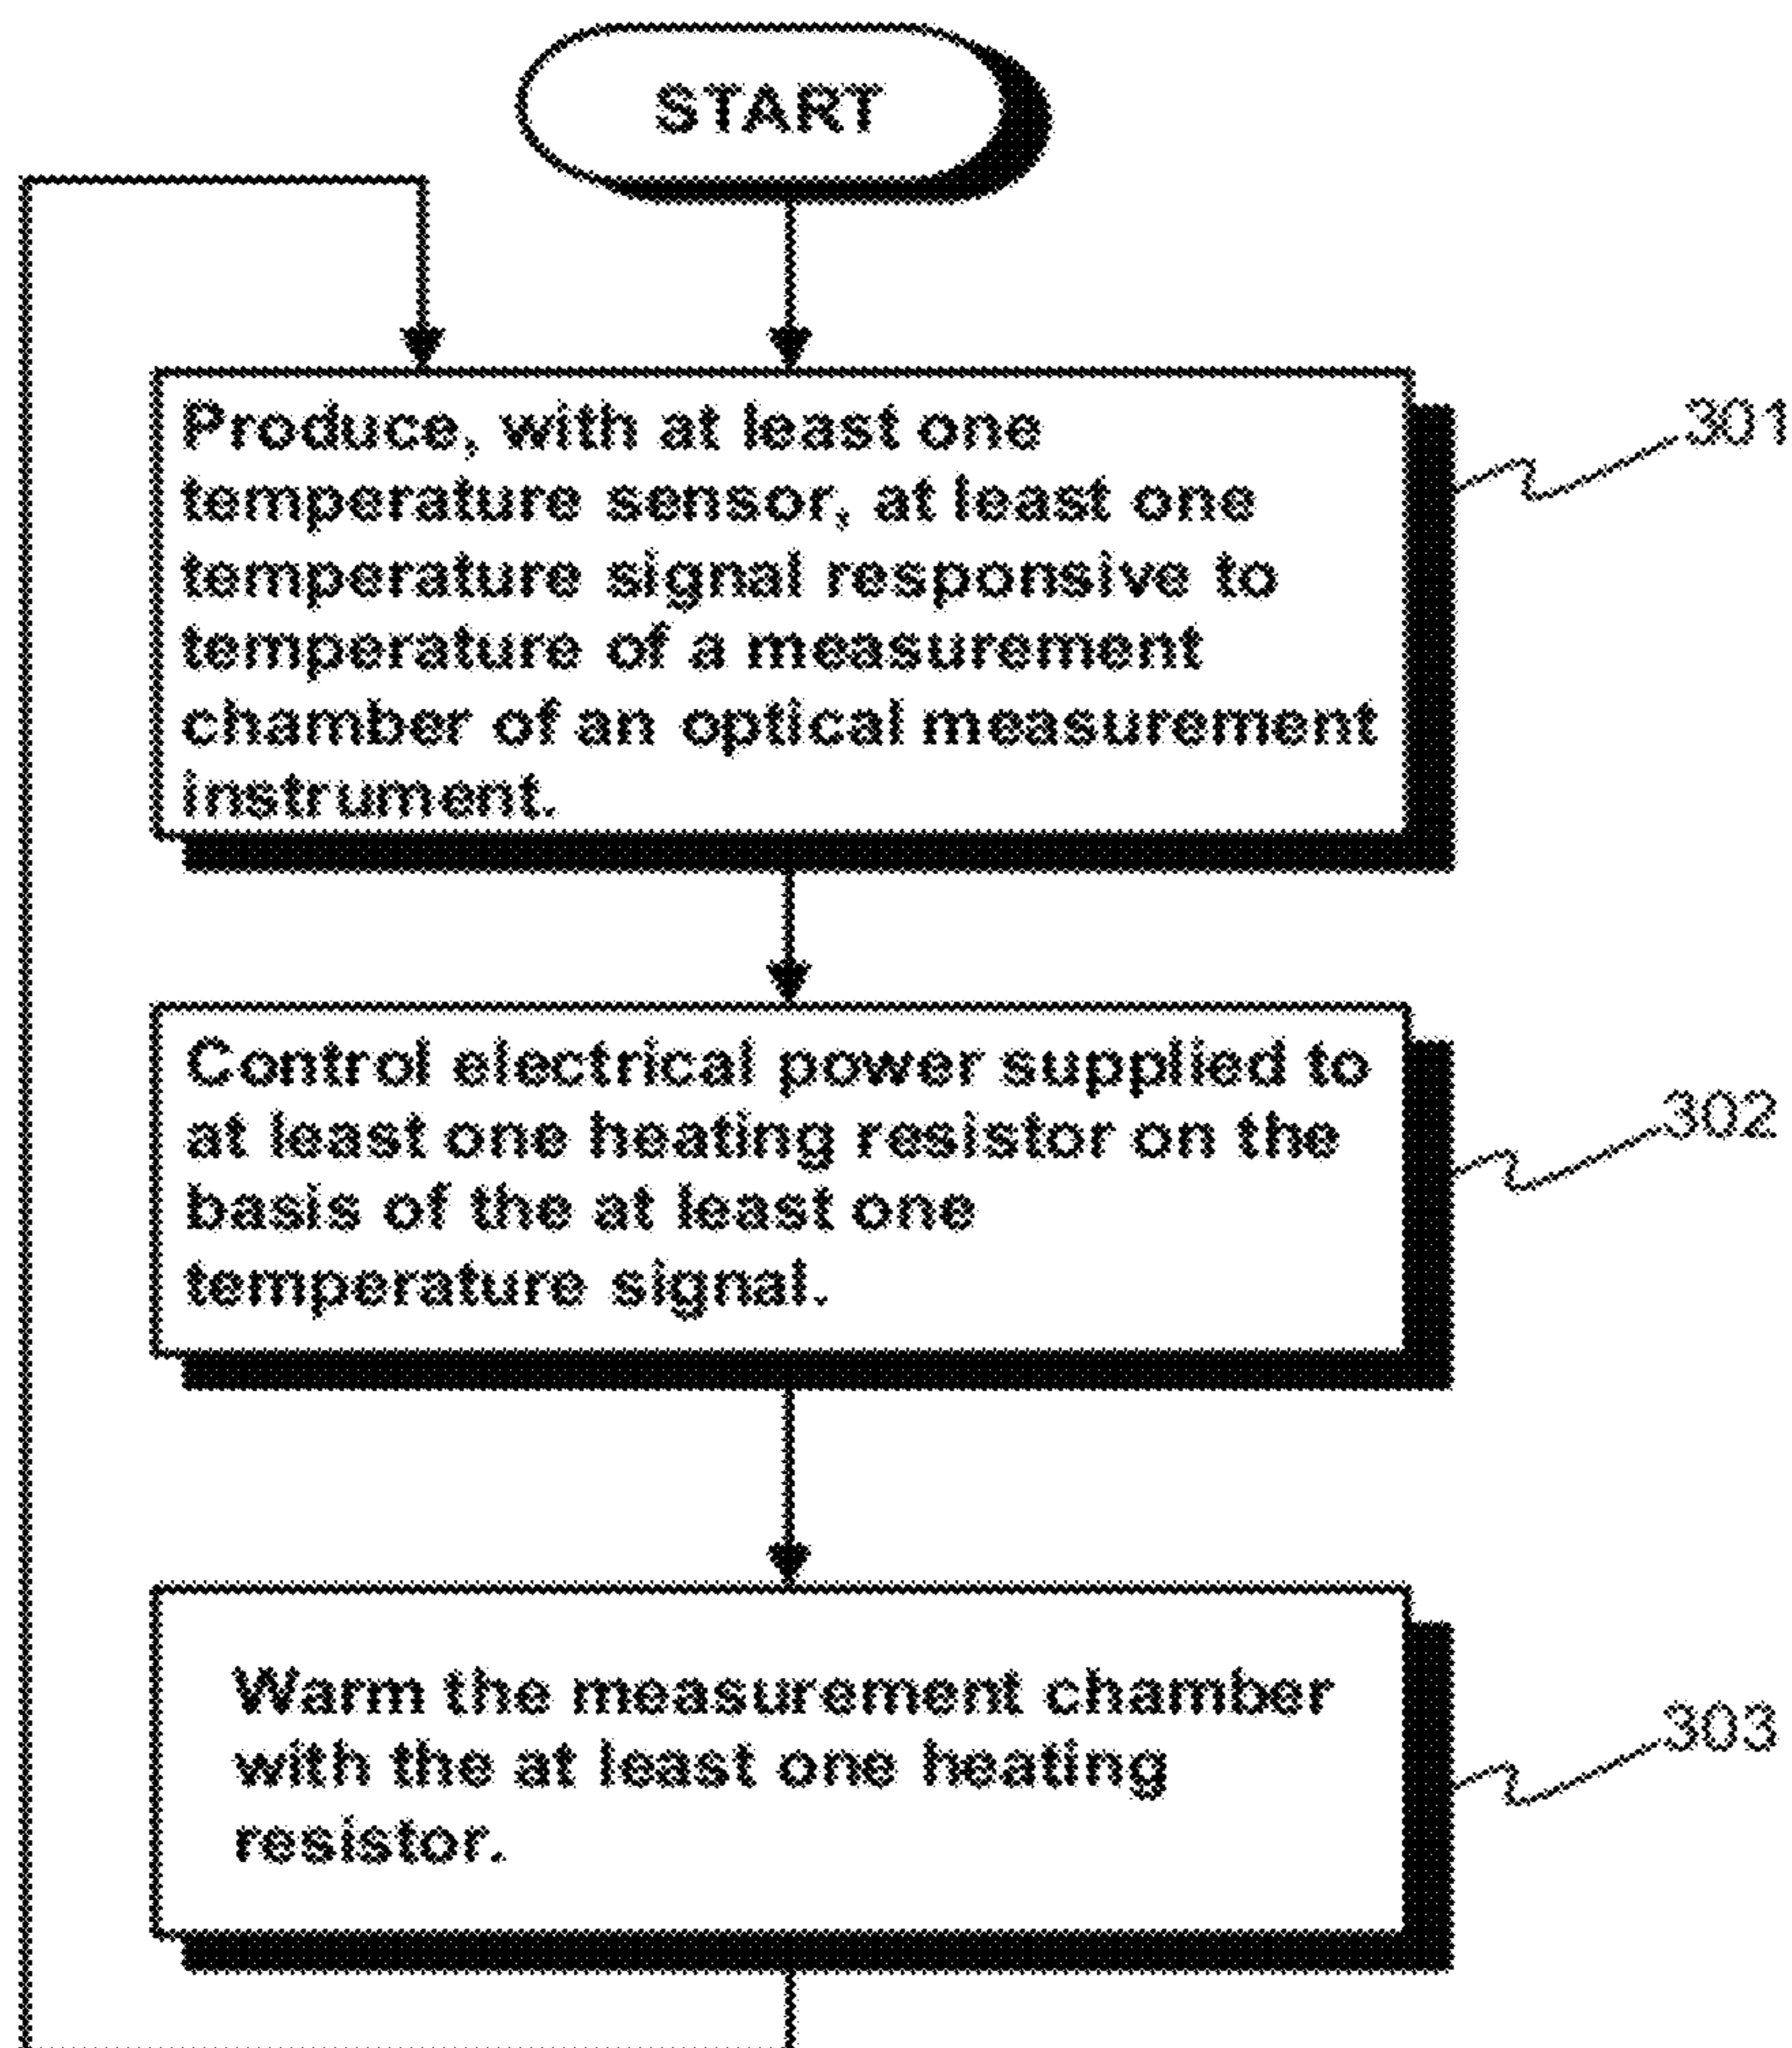 START
Produce, with at least one
temperature sensor, at least one
temperature signal responsive to
temperature of a measurement
chamber of an optical measurement
instrument.
301
Control electrical power supplied to
at least one heating resistor on the
basis of the at least one
temperature signal.
302
Warm the measurement chamber
with the at least one heating
resistor.
303